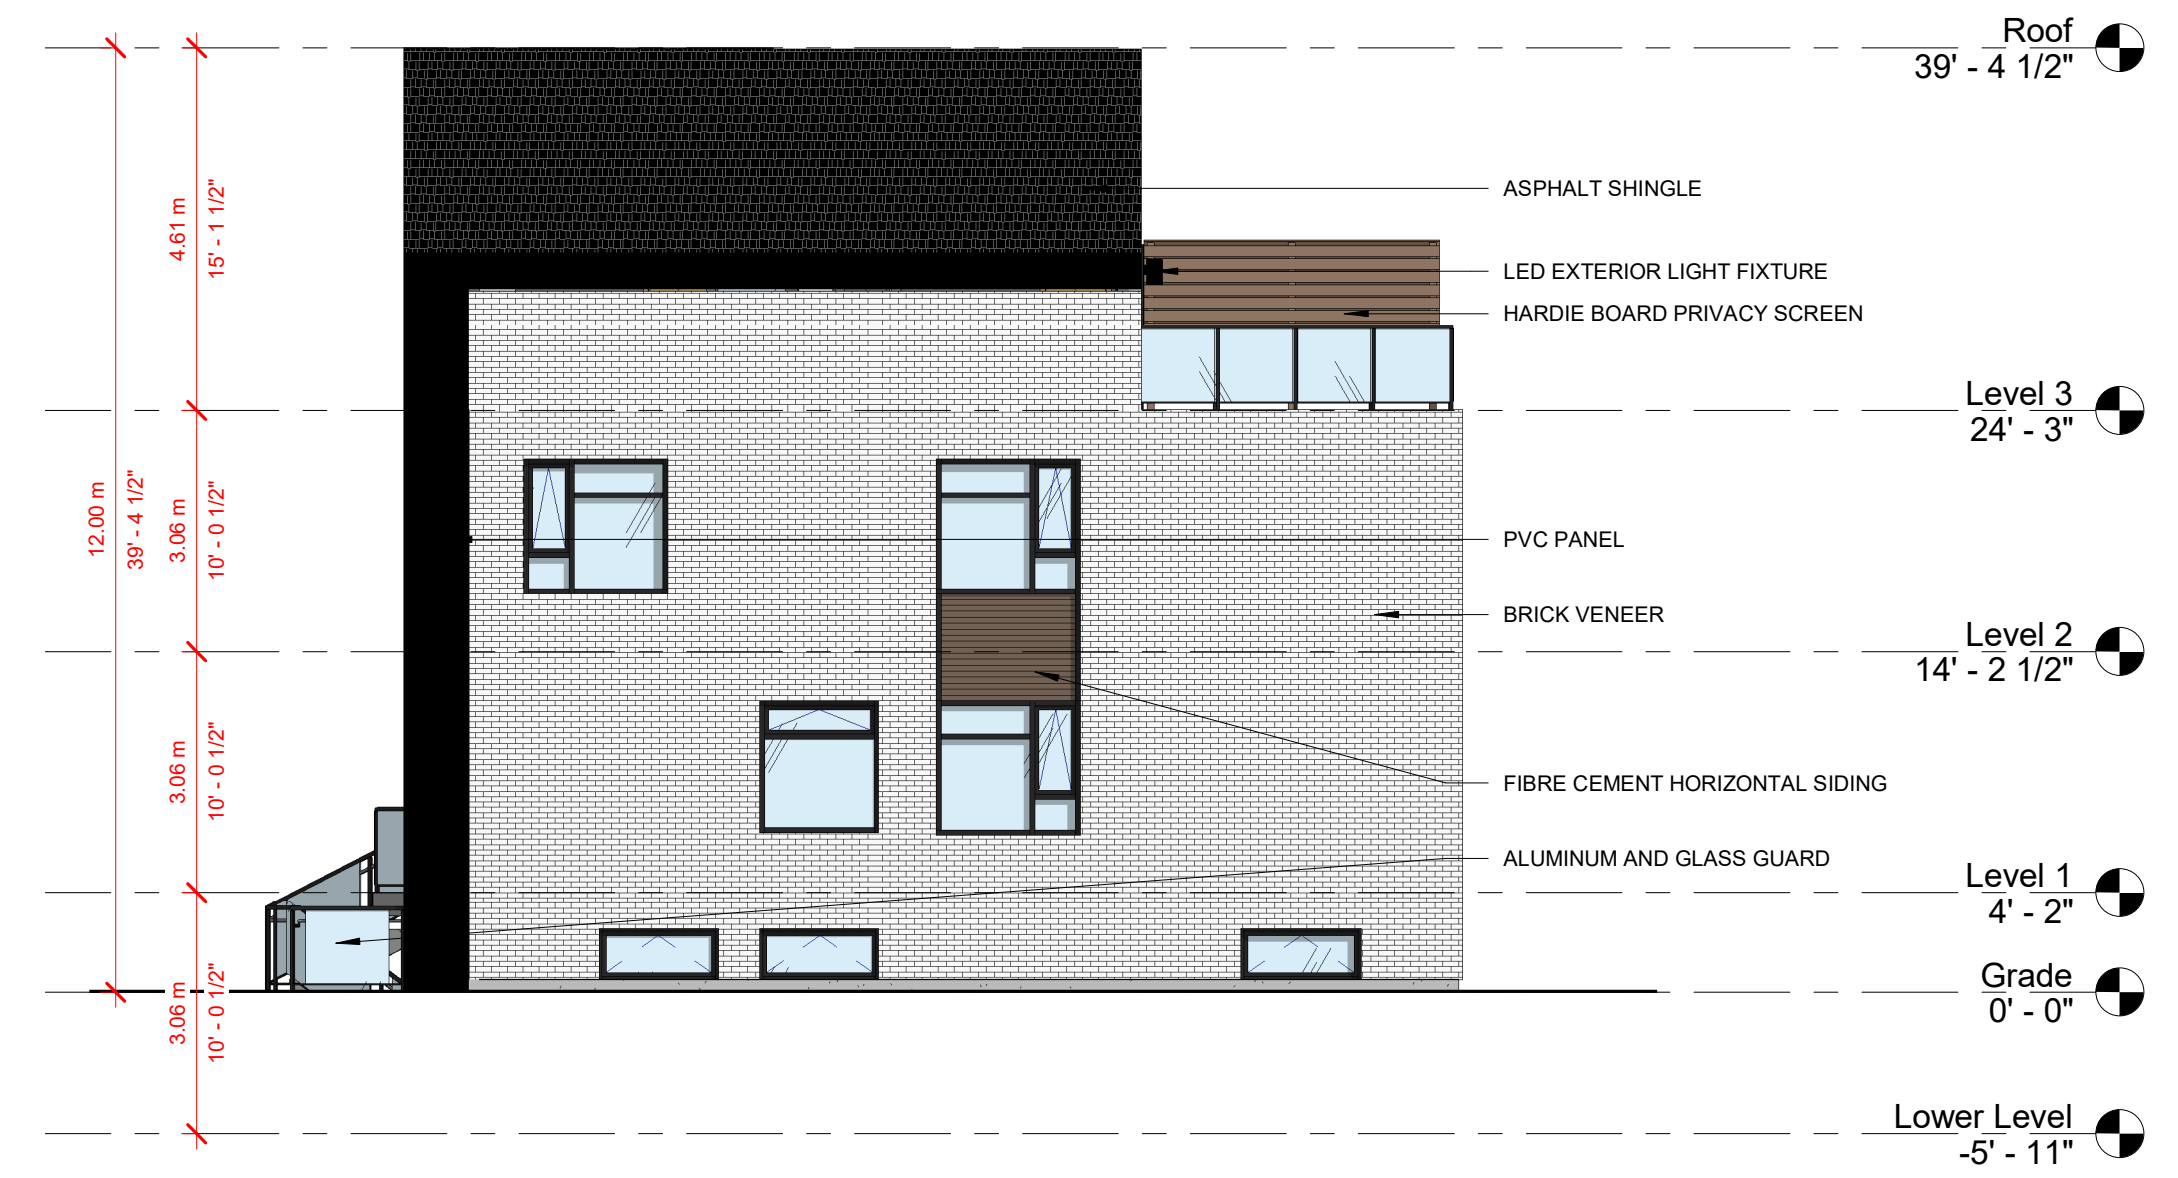 Roof
39' - 4 1/2"
ASPHALT SHINGLE
LED EXTERIOR LIGHT FIXTURE
HARDIE BOARD PRIVACY SCREEN
Level 3
24' - 3"
PVC PANEL
BRICK VENEER
Level 2
14' - 2 1/2"
FIBRE CEMENT HORIZONTAL SIDING
ALUMINUM AND GLASS GUARD
Level 1
4' - 2"
Grade
0' - 0"
Lower Level
-5' - 11"
12.00 m
39' - 4 1/2"
4.61 m
15' - 1 1/2"
3.06 m
10' - 0 1/2"
3.06 m
10' - 0 1/2"
3.06 m
10' - 0 1/2"